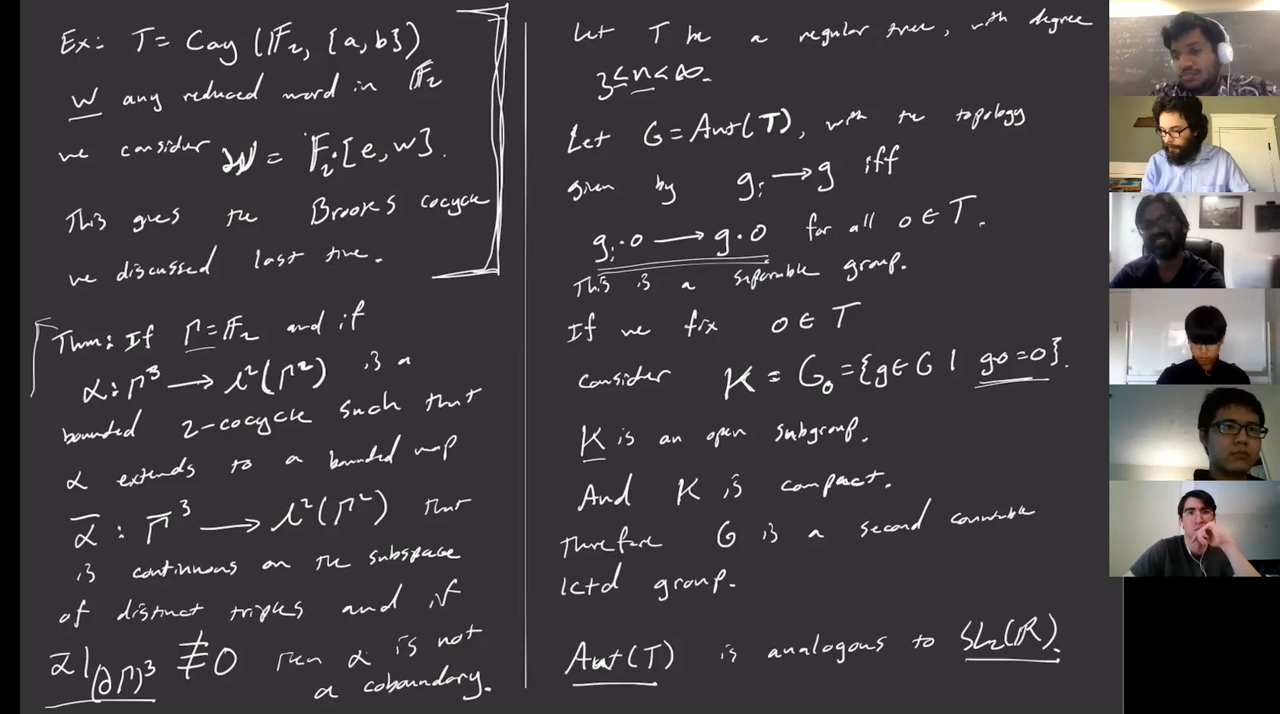 Ex: T = Cay (𝔽₂, {a,b})
w any reduced word in 𝔽₂
we consider 𝒲 = 𝔽₂·[e,w].
This gives the Brooks cocycle
we discussed last time.
Thm: If Γ=𝔽₂ and if
α: Γ³ → ℓ²(Γ²) is a
bounded 2-cocycle such that
α extends to a bounded map
ᾱ : Γ̄³ → ℓ²(Γ²) that
is continuous on the subspace
of distinct triples and if
ᾱ|(∂Γ)³ ≢ 0 then α is not
a coboundary.
Let T be a regular tree, with degree
3≤n<∞.
Let G = Aut(T), with the topology
given by gᵢ → g iff
gᵢ·o → g·o for all o ∈ T.
This is a separable group.
If we fix o ∈ T
consider K = G₀ = {g∈G | go=o}.
K is an open subgroup.
And K is compact.
Therefore G is a second countable
lctd group.
Aut(T) is analogous to SL₂(ℝ).